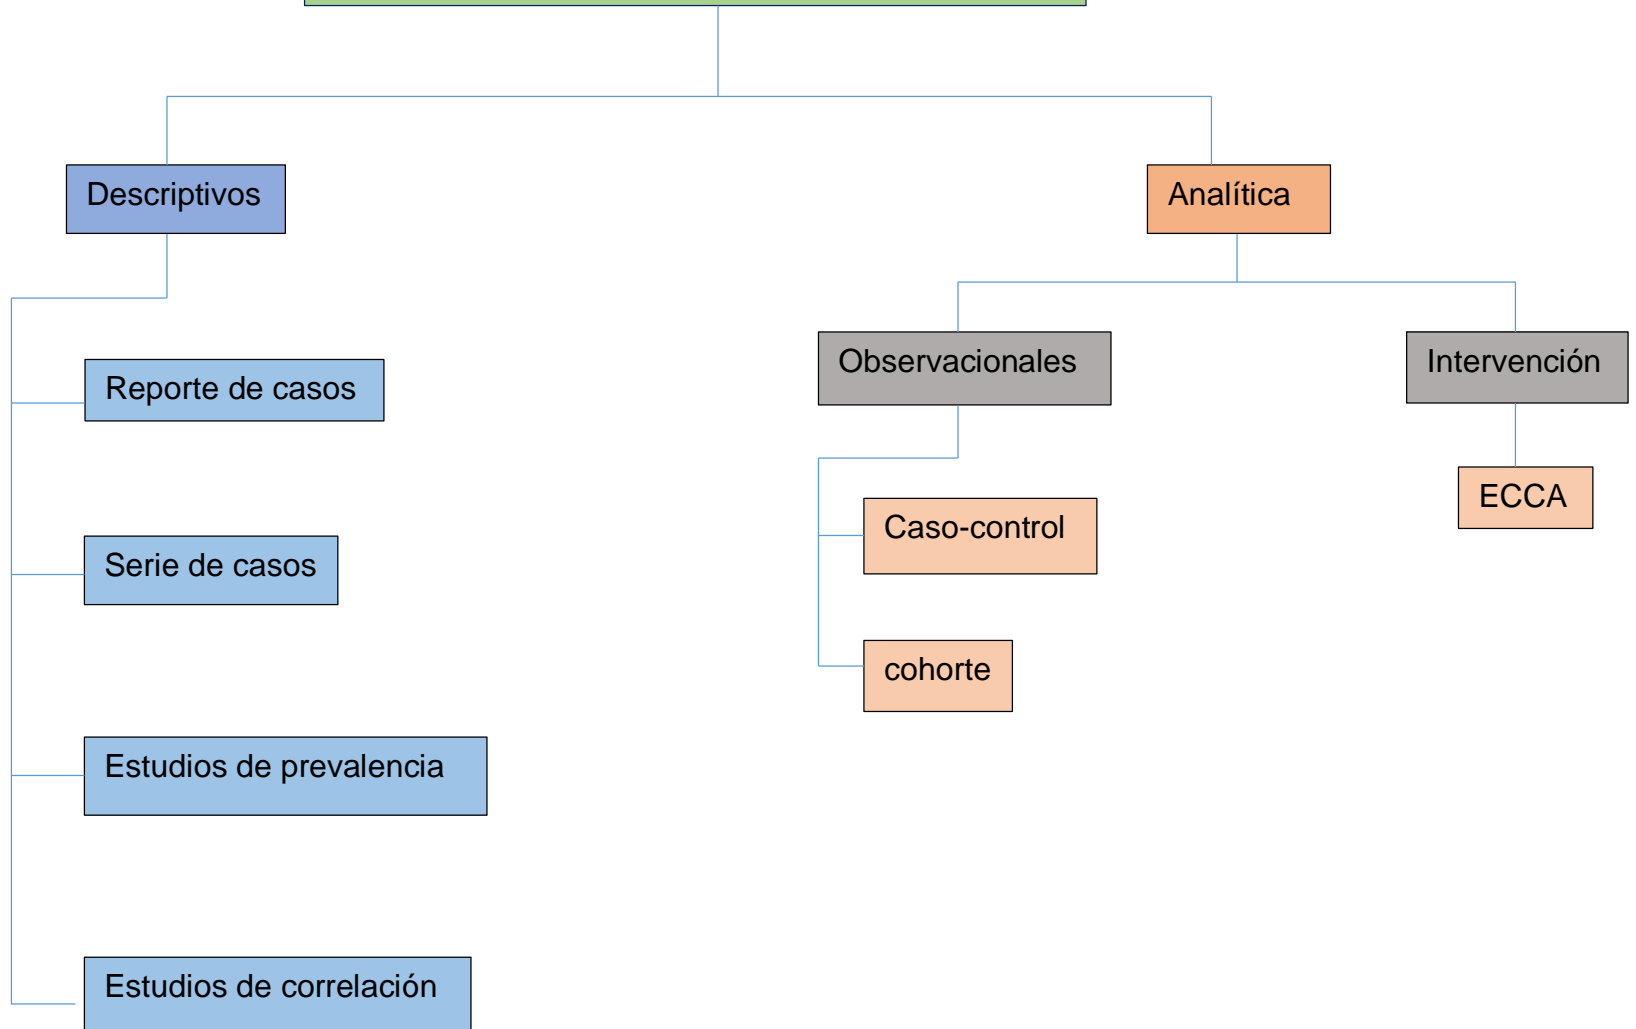 Descriptivos
Analítica
Observacionales
Intervención
Reporte de casos
ECCA
Caso-control
Serie de casos
cohorte
Estudios de prevalencia
Estudios de correlación